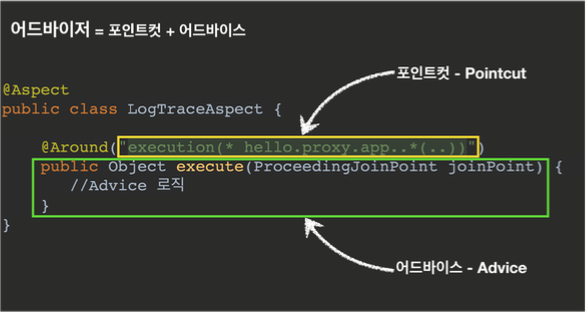 어드바이저 = 포인트컷 + 어드바이스
포인트컷 - Pointcut
@Aspect
public class LogTraceAspect {
@Around("execution(* hello.proxy.app..*(..))")
public Object execute(ProceedingJoinPoint joinPoint) {
//Advice 로직
}
}
어드바이스 - Advice